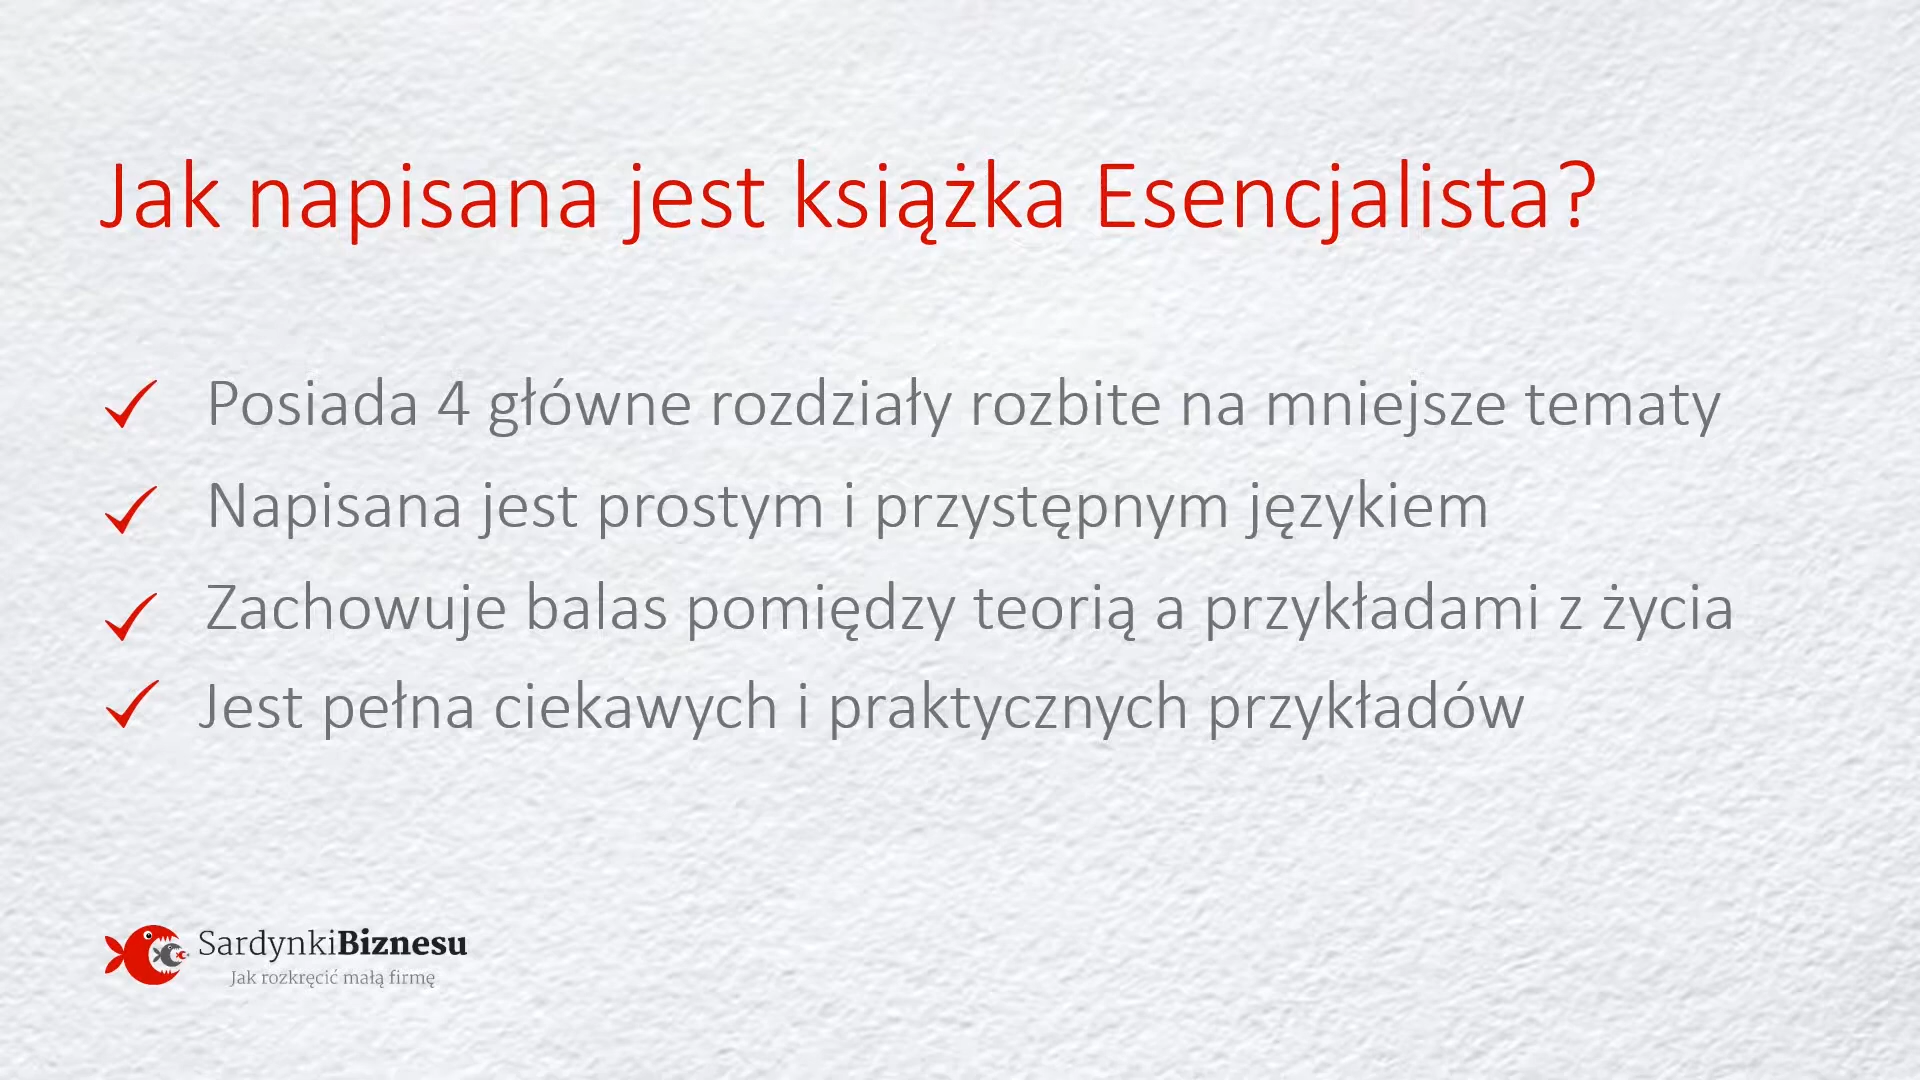 Jak napisana jest książka Esencjalista?
Posiada 4 główne rozdziały rozbite na mniejsze tematy
Napisana jest prostym i przystępnym językiem
Zachowuje balas pomiędzy teorią a przykładami z życia
Jest pełna ciekawych i praktycznych przykładów
SardynkiBiznesu
Jak rozkręcić małą firmę